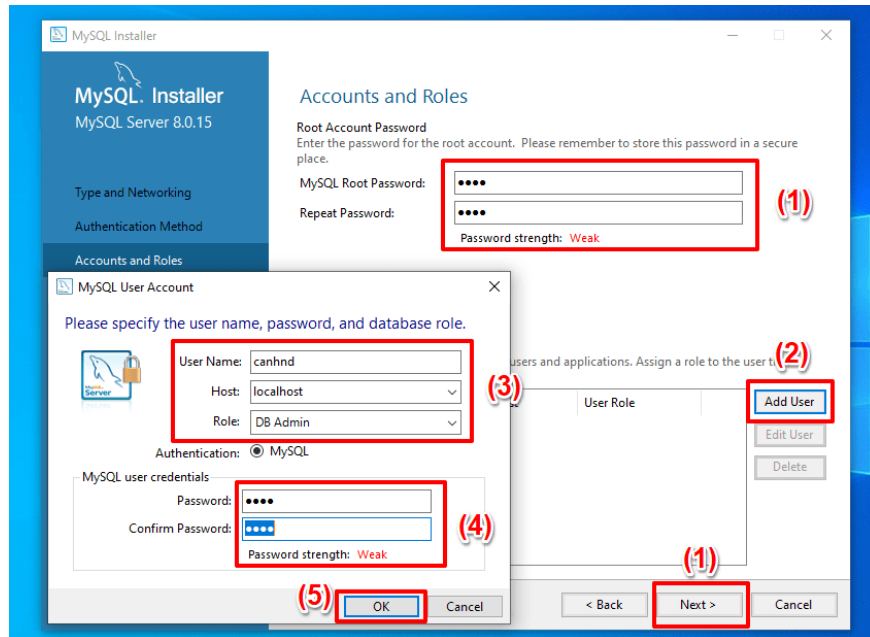 MySQL Installer
MySQL. Installer
MySQL Server 8.0.15
Type and Networking
Authentication Method
Accounts and Roles
Accounts and Roles
Root Account Password
Enter the password for the root account. Please remember to store this password in a secure
place.
MySQL Root Password: ••••
Repeat Password: ••••
Password strength: Weak
(1)
users and applications. Assign a role to the user
(2)
User Role
Add User
Edit User
Delete
MySQL User Account
Please specify the user name, password, and database role.
Server
User Name: canhnd
Host: localhost
Role: DB Admin
(3)
Authentication: MySQL
MySQL user credentials
Password: ••••
Confirm Password: ••••
Password strength: Weak
(4)
(5)
OK
Cancel
(1)
< Back
Next >
Cancel